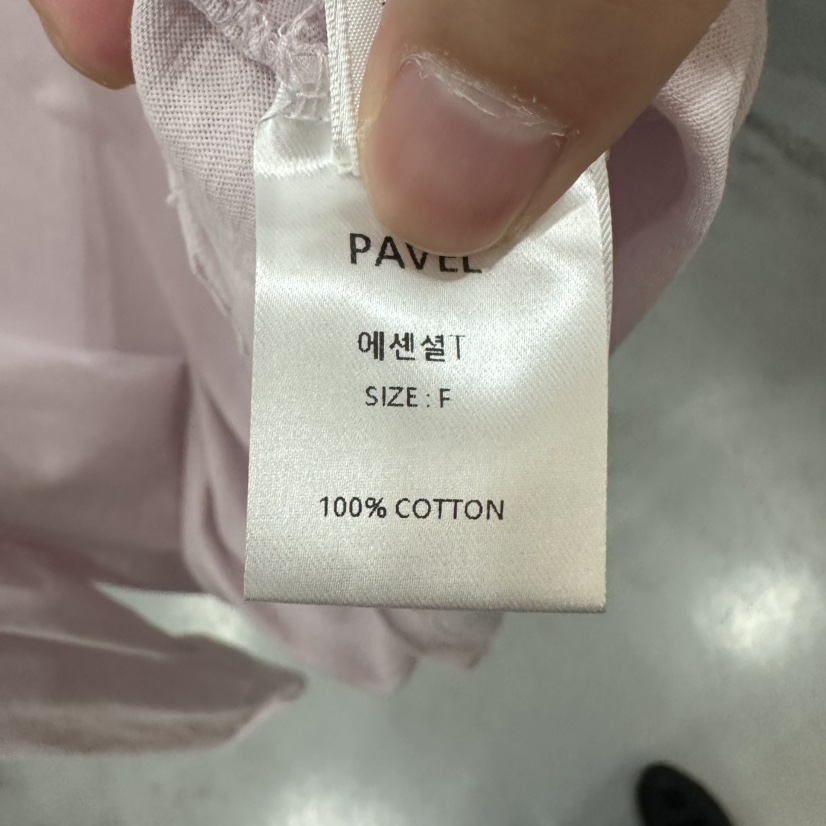 PAVEL
에센셜T
SIZE : F
100% COTTON